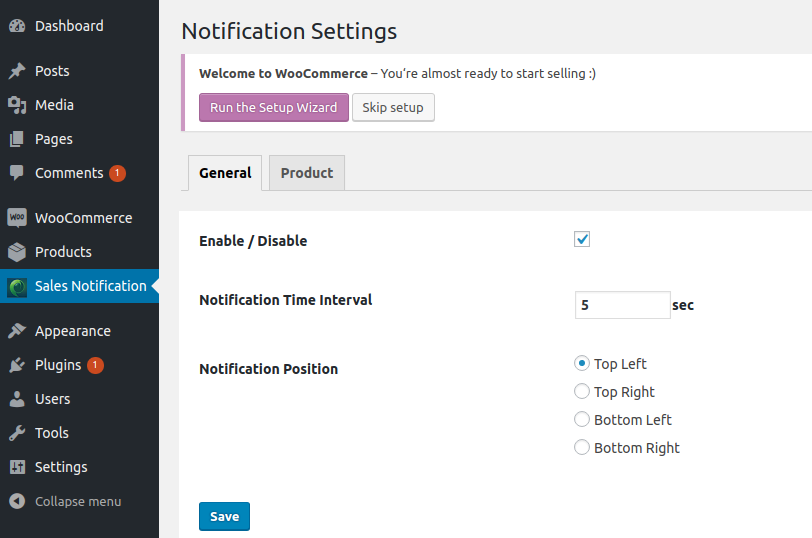 Dashboard
Posts
Media
Pages
Comments 1
WOO WooCommerce
Products
Sales Notification
Appearance
Plugins 1
Users
Tools
Settings
Collapse menu
Notification Settings
Welcome to WooCommerce – You‘re almost ready to start selling :)
Run the Setup Wizard Skip setup
General Product
Enable / Disable
Notification Time Interval 5 sec
Notification Position Top Left
Top Right
Bottom Left
Bottom Right
Save